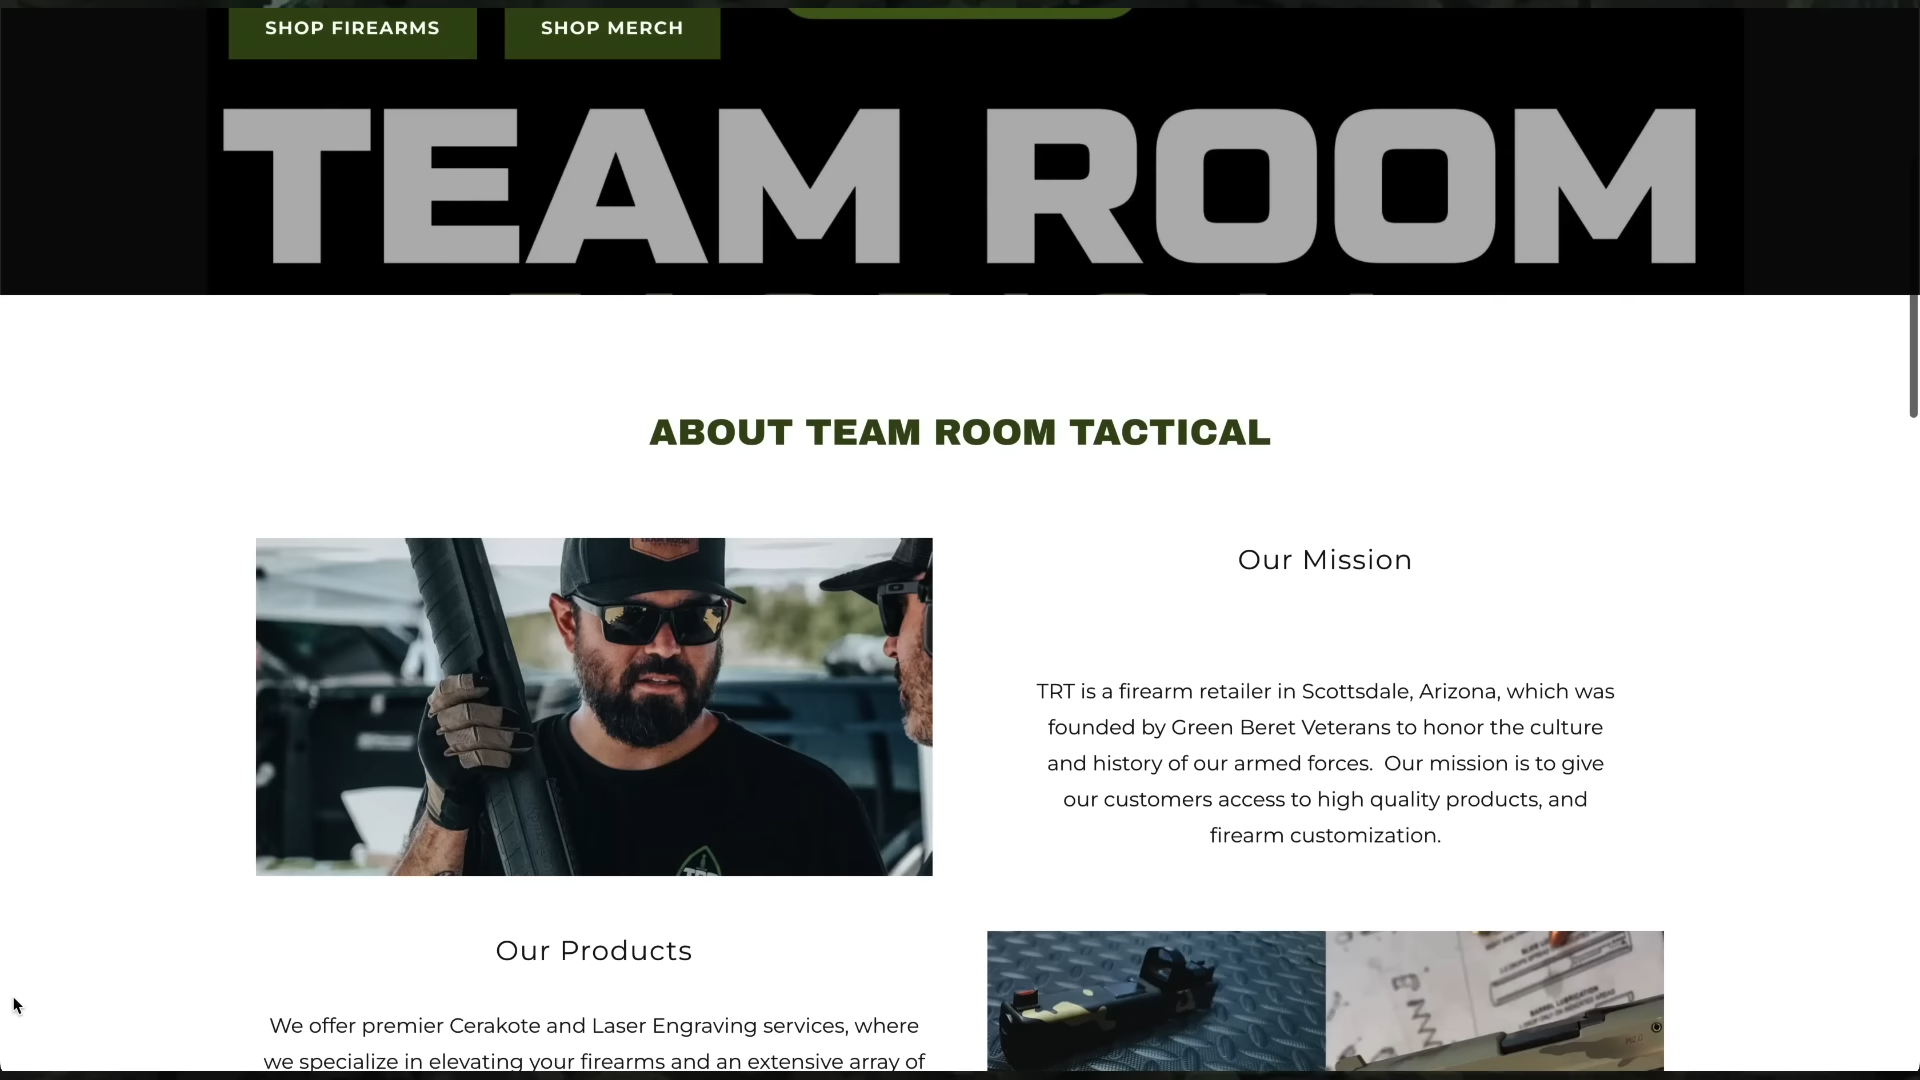 SHOP FIREARMS
SHOP MERCH
TEAM ROOM
ABOUT TEAM ROOM TACTICAL
Our Mission
TRT is a firearm retailer in Scottsdale, Arizona, which was
founded by Green Beret Veterans to honor the culture
and history of our armed forces.  Our mission is to give
our customers access to high quality products, and
firearm customization.
Our Products
We offer premier Cerakote and Laser Engraving services, where
we specialize in elevating your firearms and an extensive array of